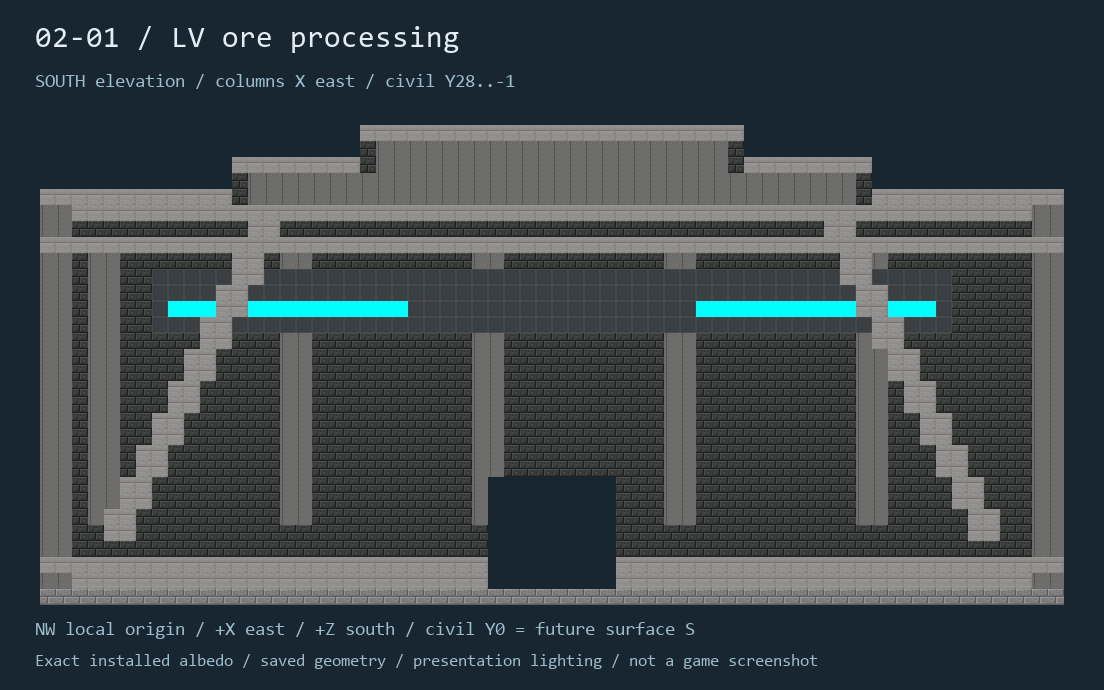 02-01 / LV ore processing
SOUTH elevation / columns X east / civil Y28..-1
NW local origin / +X east / +Z south / civil Y0 = future surface S
Exact installed albedo / saved geometry / presentation lighting / not a game screenshot